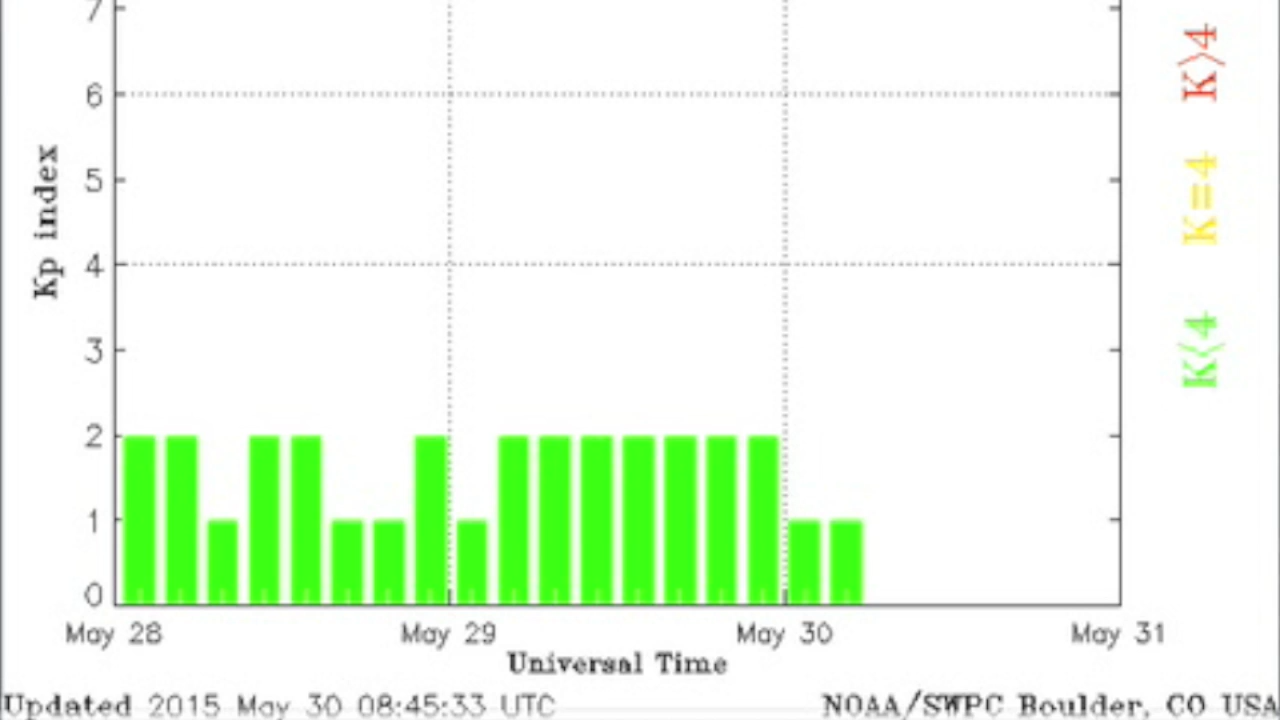 7
6
5
4
3
2
1
0
Kp index
May 28 May 29 May 30 May 31
Universal Time
Updated 2015 May 30 08:45:33 UTC NOAA/SWPC Boulder, CO USA
K>4
K=4
K<4